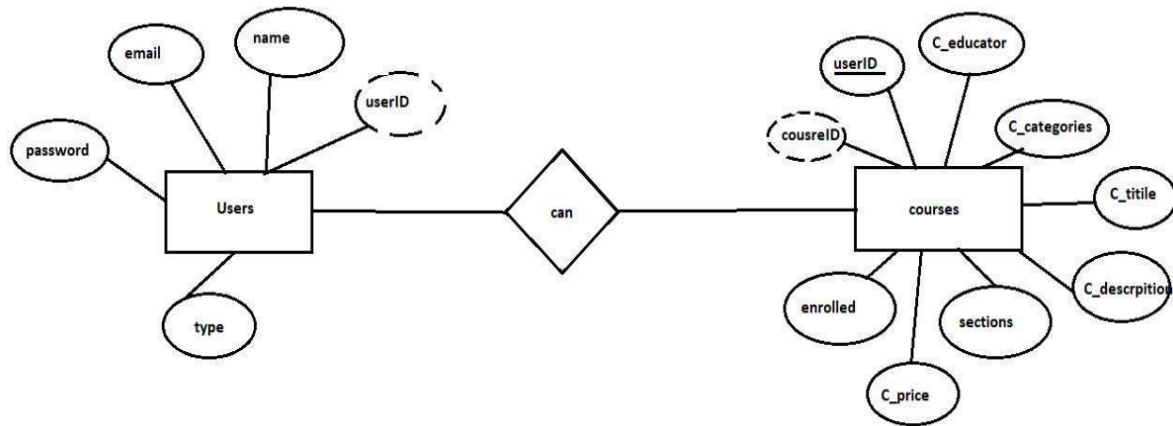 email
name
userID
password
Users
type
can
C_educator
userID
cousreID
C_categories
courses
C_titile
C_descrpition
enrolled
sections
C_price